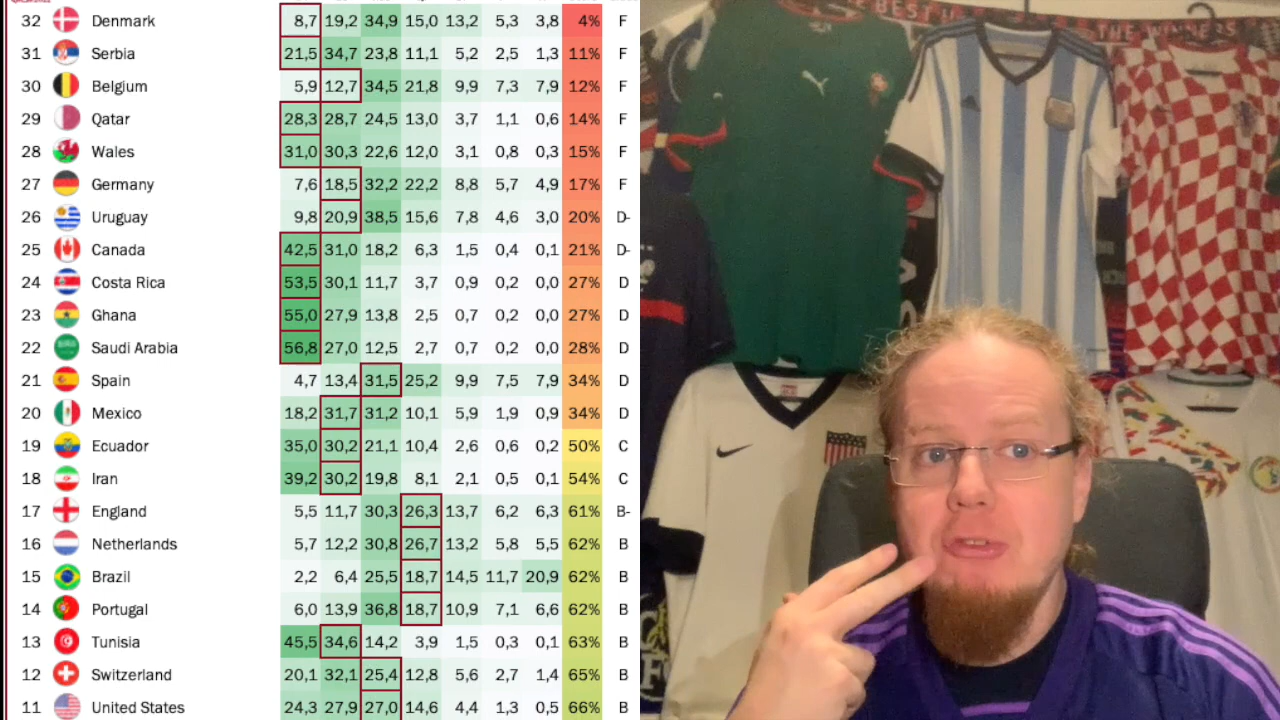 32 Denmark 8,7 19,2 34,9 15,0 13,2 5,3 3,8 4% F
31 Serbia 21,5 34,7 23,8 11,1 5,2 2,5 1,3 11% F
30 Belgium 5,9 12,7 34,5 21,8 9,9 7,3 7,9 12% F
29 Qatar 28,3 28,7 24,5 13,0 3,7 1,1 0,6 14% F
28 Wales 31,0 30,3 22,6 12,0 3,1 0,8 0,3 15% F
27 Germany 7,6 18,5 32,2 22,2 8,8 5,7 4,9 17% F
26 Uruguay 9,8 20,9 38,5 15,6 7,8 4,6 3,0 20% D-
25 Canada 42,5 31,0 18,2 6,3 1,5 0,4 0,1 21% D-
24 Costa Rica 53,5 30,1 11,7 3,7 0,9 0,2 0,0 27% D
23 Ghana 55,0 27,9 13,8 2,5 0,7 0,2 0,0 27% D
22 Saudi Arabia 56,8 27,0 12,5 2,7 0,7 0,2 0,0 28% D
21 Spain 4,7 13,4 31,5 25,2 9,9 7,5 7,9 34% D
20 Mexico 18,2 31,7 31,2 10,1 5,9 1,9 0,9 34% D
19 Ecuador 35,0 30,2 21,1 10,4 2,6 0,6 0,2 50% C
18 Iran 39,2 30,2 19,8 8,1 2,1 0,5 0,1 54% C
17 England 5,5 11,7 30,3 26,3 13,7 6,2 6,3 61% B-
16 Netherlands 5,7 12,2 30,8 26,7 13,2 5,8 5,5 62% B
15 Brazil 2,2 6,4 25,5 18,7 14,5 11,7 20,9 62% B
14 Portugal 6,0 13,9 36,8 18,7 10,9 7,1 6,6 62% B
13 Tunisia 45,5 34,6 14,2 3,9 1,5 0,3 0,1 63% B
12 Switzerland 20,1 32,1 25,4 12,8 5,6 2,7 1,4 65% B
11 United States 24,3 27,9 27,0 14,6 4,4 1,3 0,5 66% B
BEST
THE WINNERS